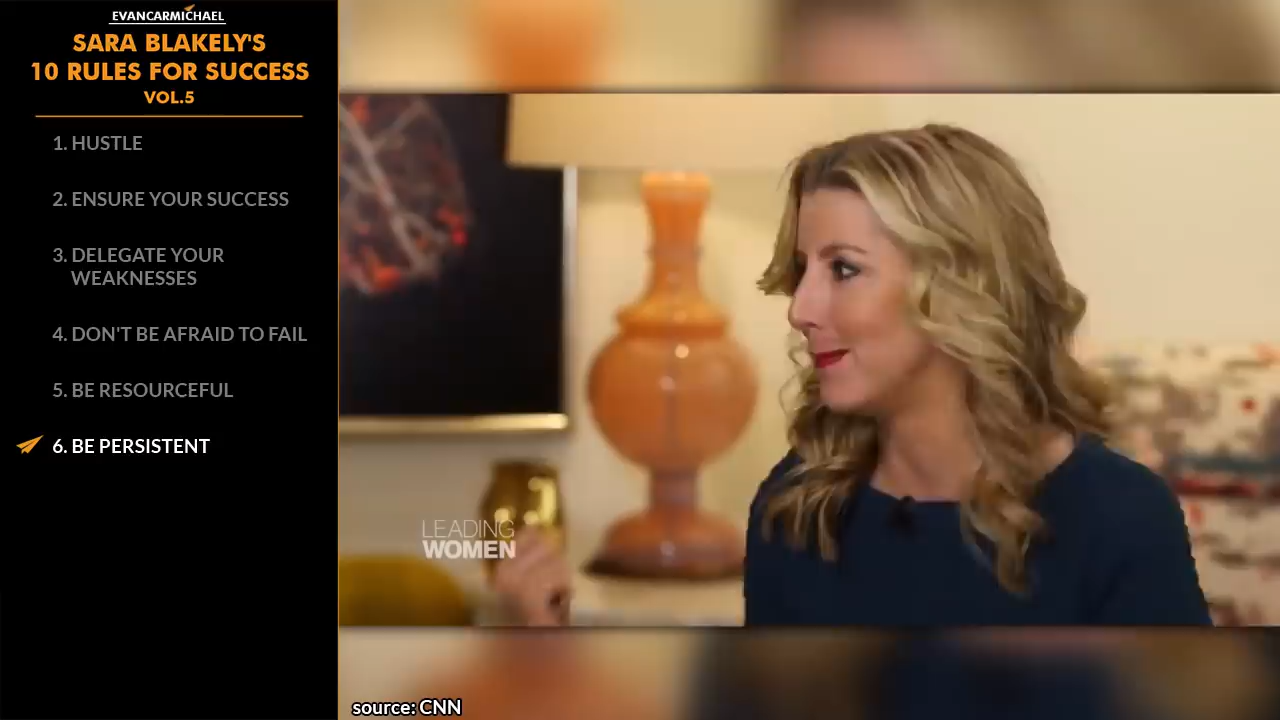 EVANCARMICHAEL
SARA BLAKELY'S
10 RULES FOR SUCCESS
VOL.5
1. HUSTLE
2. ENSURE YOUR SUCCESS
3. DELEGATE YOUR
WEAKNESSES
4. DON'T BE AFRAID TO FAIL
5. BE RESOURCEFUL
6. BE PERSISTENT
LEADING
WOMEN
source: CNN